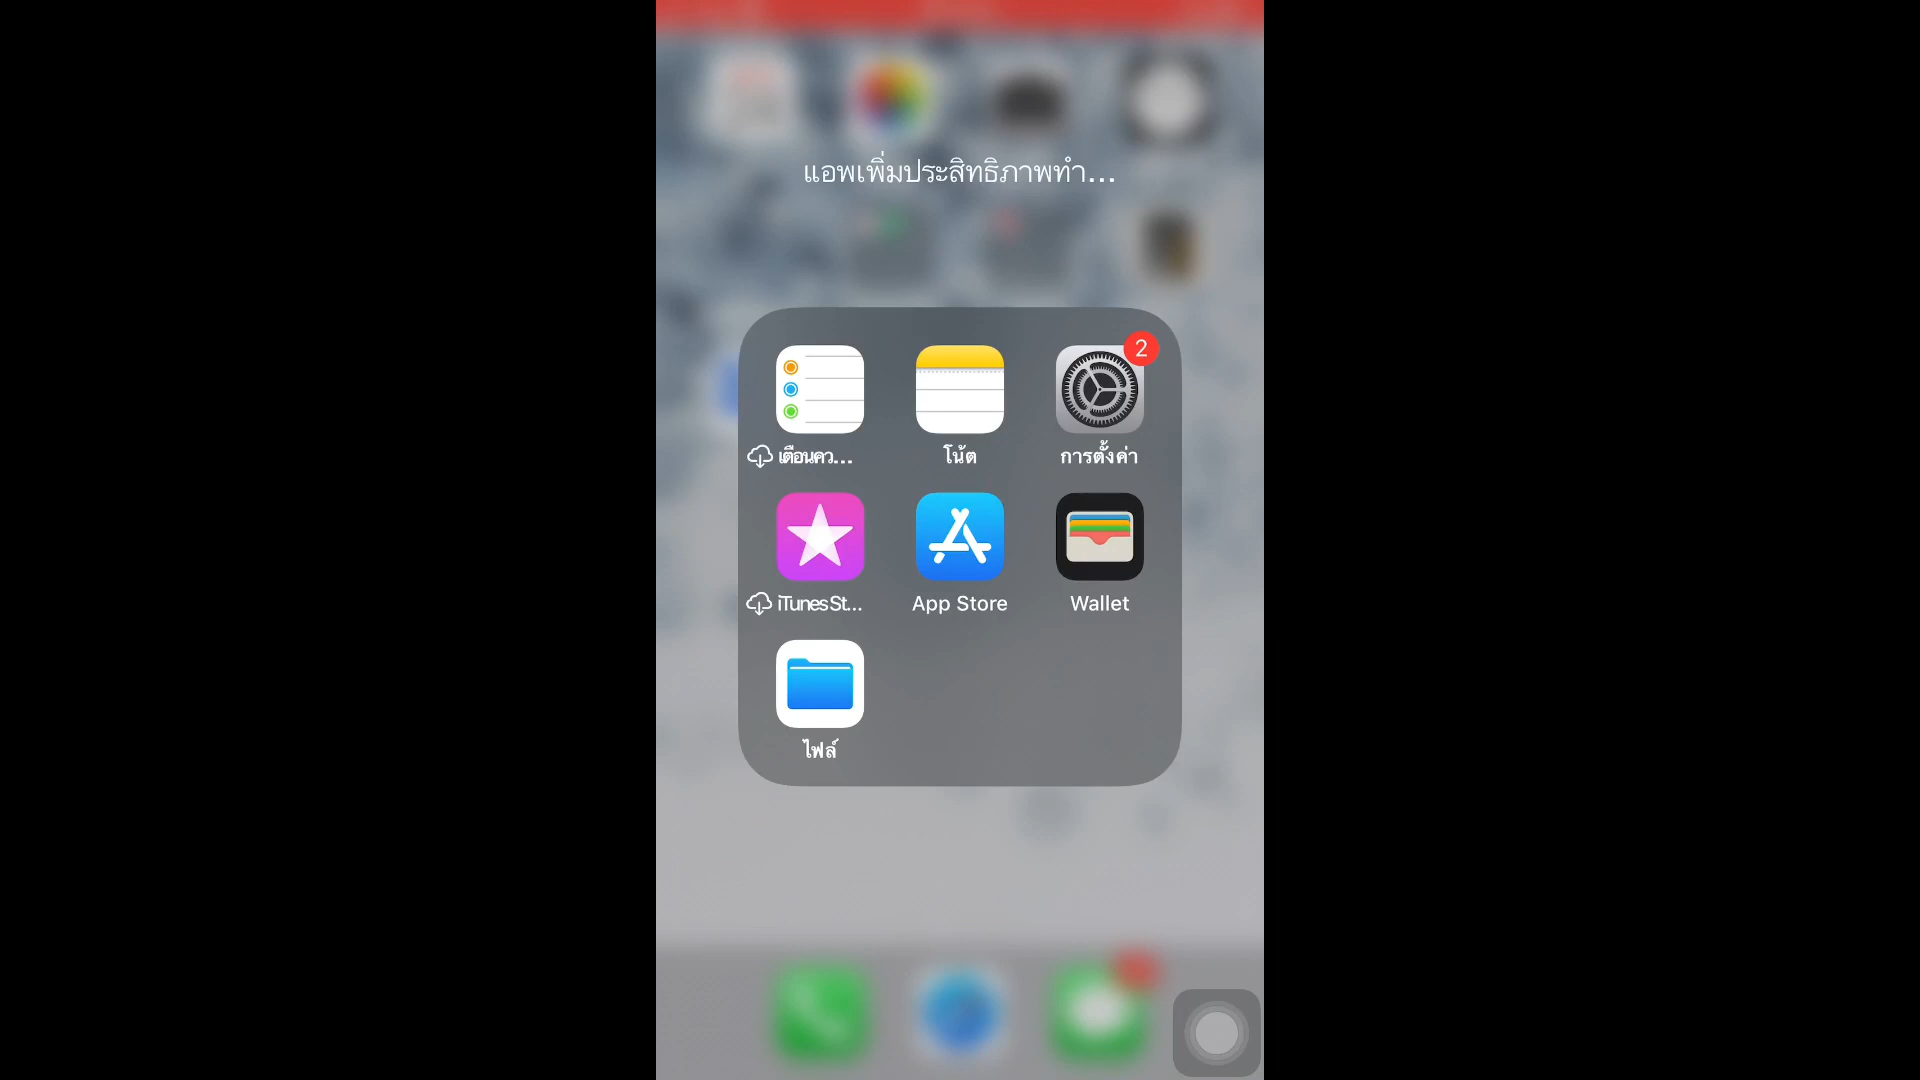 แอพเพิ่มประสิทธิภาพทำ...
2
เตือนคว...
โน้ต
การตั้งค่า
iTunes St...
App Store
Wallet
ไฟล์